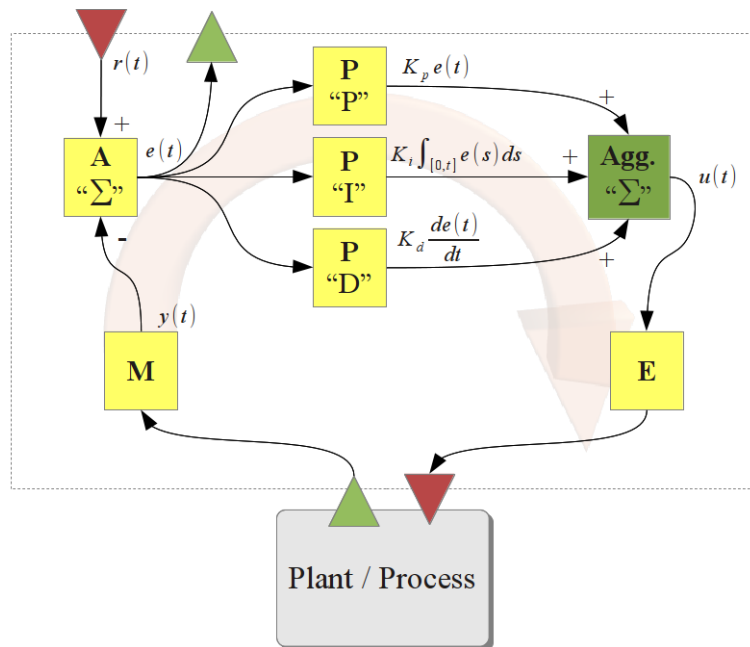 r(t)
+
A
“∑”
-
e(t)
P
“P”
K_p e(t)
+
P
“I”
K_i ∫_[0,t] e(s)ds
+
P
“D”
K_d de(t)/dt
+
Agg.
“∑”
u(t)
y(t)
M
E
Plant / Process